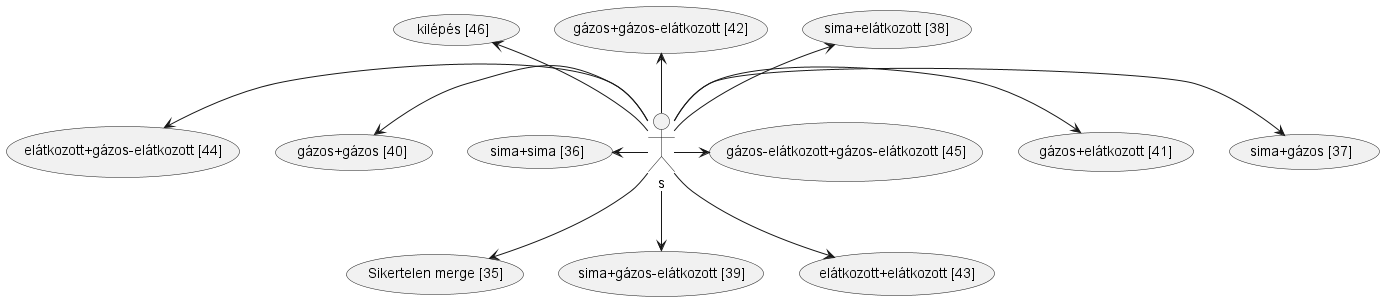 kilépés [46]
gázos+gázos-elátkozott [42]
sima+elátkozott [38]
elátkozott+gázos-elátkozott [44]
gázos+gázos [40]
sima+sima [36]
gázos-elátkozott+gázos-elátkozott [45]
gázos+elátkozott [41]
sima+gázos [37]
s
Sikertelen merge [35]
sima+gázos-elátkozott [39]
elátkozott+elátkozott [43]